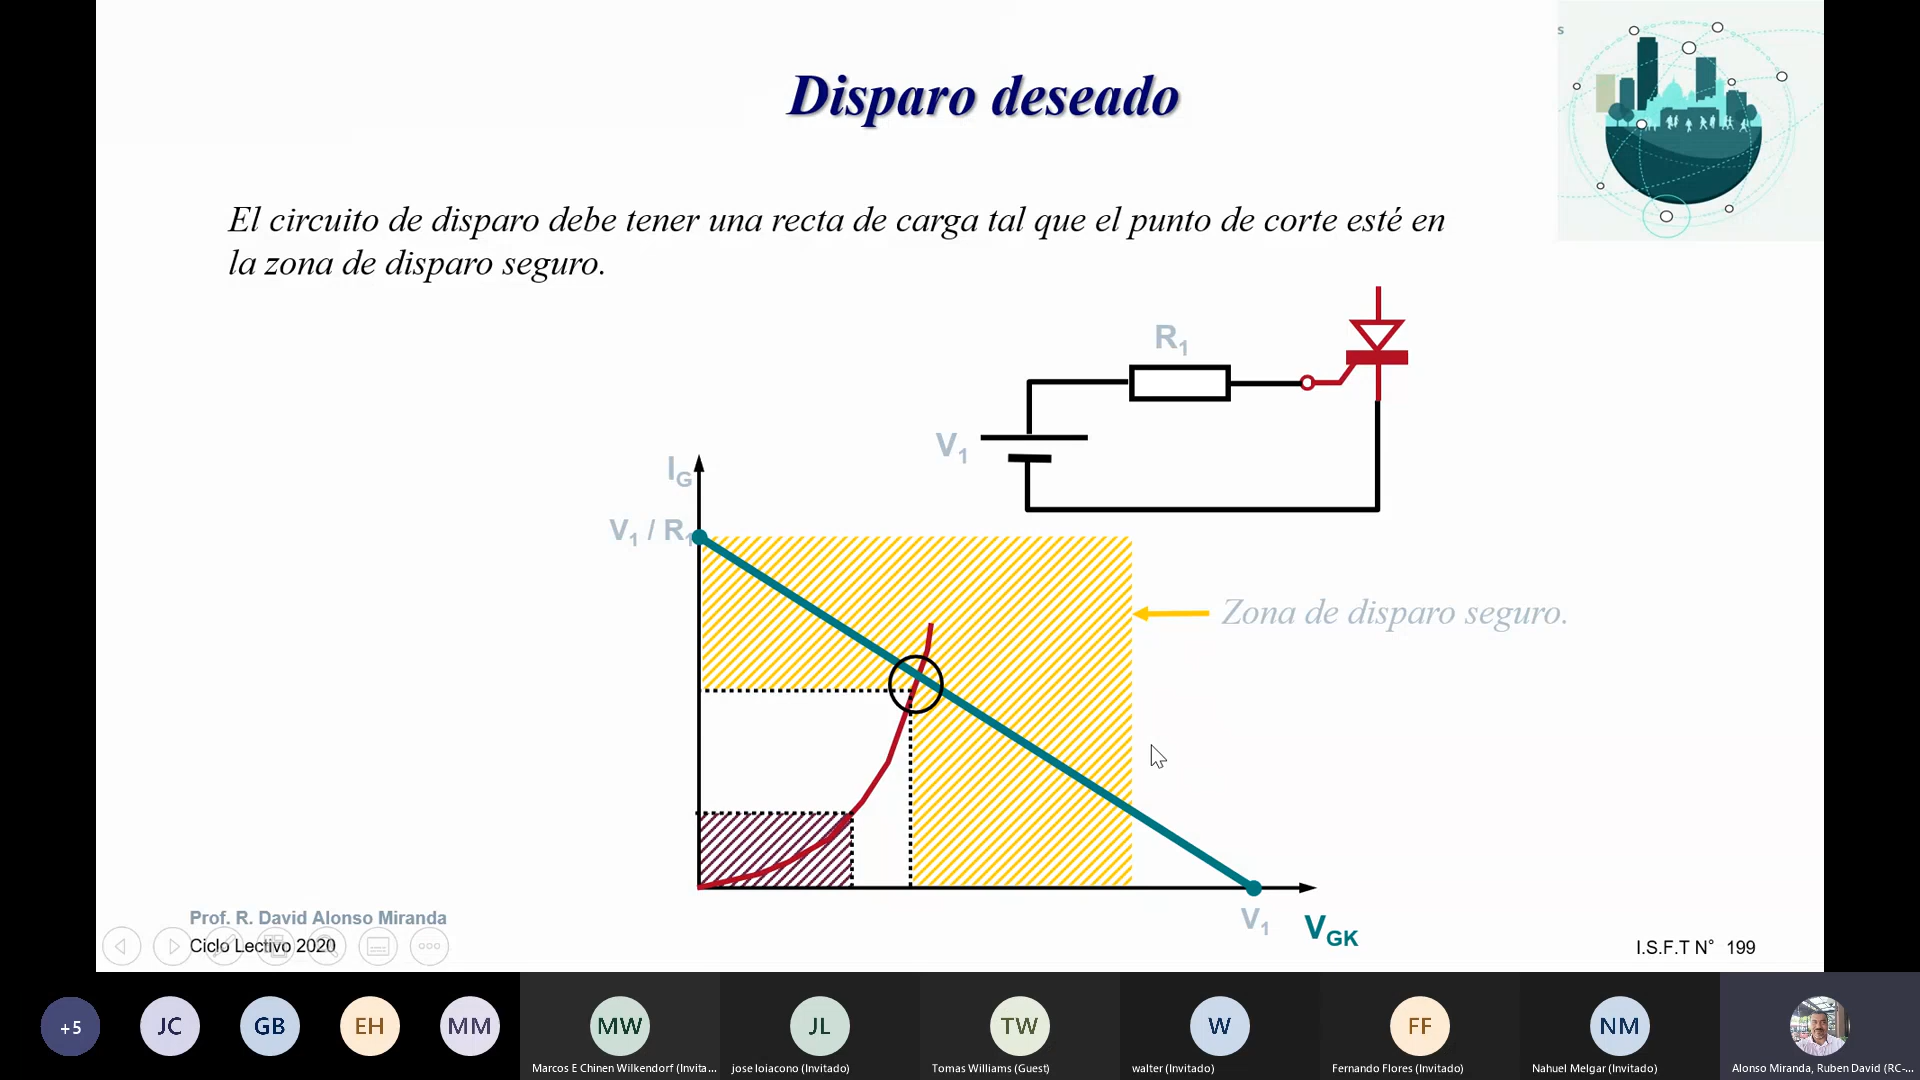 s
Disparo deseado
El circuito de disparo debe tener una recta de carga tal que el punto de corte esté en
la zona de disparo seguro.
R1
V1
IG
V1 / R1
Zona de disparo seguro.
V1
VGK
Prof. R. David Alonso Miranda
Ciclo Lectivo 2020
I.S.F.T N° 199
+5
JC
GB
EH
MM
MW
JL
TW
W
FF
NM
Marcos E Chinen Wilkendorf (Invita...
jose loiacono (Invitado)
Tomas Williams (Guest)
walter (Invitado)
Fernando Flores (Invitado)
Nahuel Melgar (Invitado)
Alonso Miranda, Ruben David (RC-...